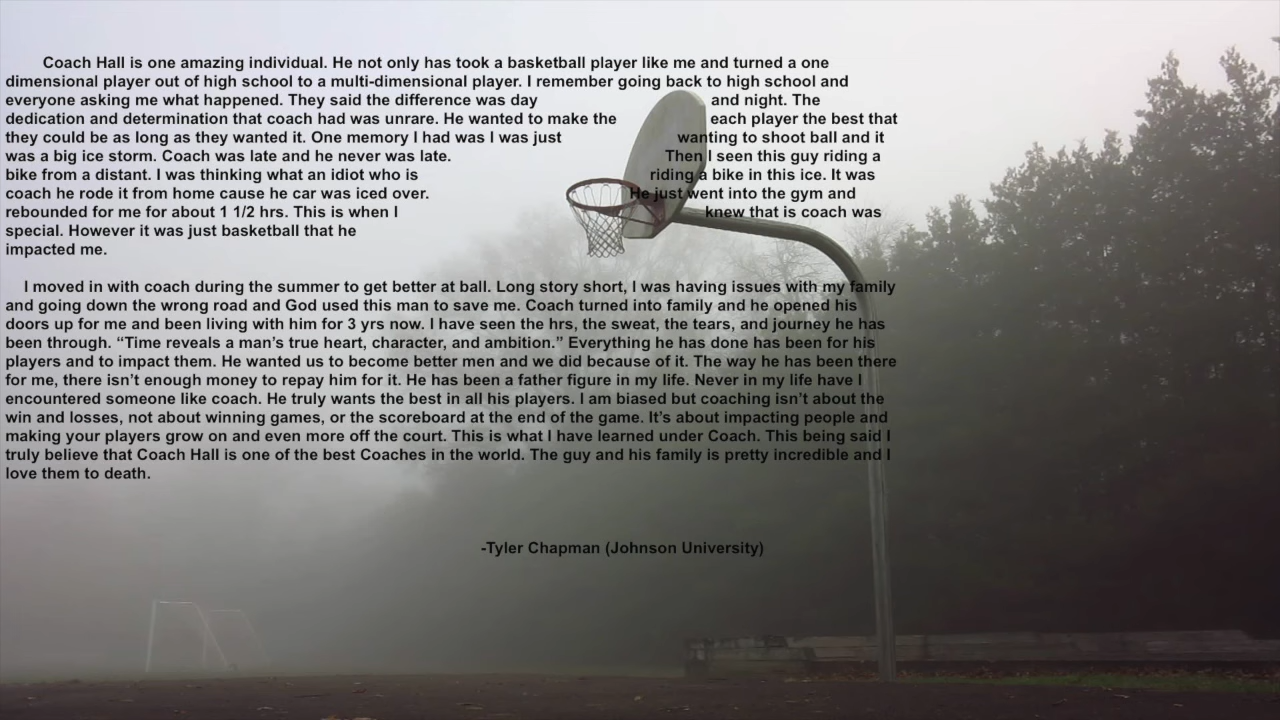 Coach Hall is one amazing individual. He not only has took a basketball player like me and turned a one
dimensional player out of high school to a multi-dimensional player. I remember going back to high school and
everyone asking me what happened. They said the difference was day and night. The
dedication and determination that coach had was unrare. He wanted to make the each player the best that
they could be as long as they wanted it. One memory I had was I was just wanting to shoot ball and it
was a big ice storm. Coach was late and he never was late. Then I seen this guy riding a
bike from a distant. I was thinking what an idiot who is riding a bike in this ice. It was
coach he rode it from home cause he car was iced over. He just went into the gym and
rebounded for me for about 1 1/2 hrs. This is when I knew that is coach was
special. However it was just basketball that he
impacted me.
I moved in with coach during the summer to get better at ball. Long story short, I was having issues with my family
and going down the wrong road and God used this man to save me. Coach turned into family and he opened his
doors up for me and been living with him for 3 yrs now. I have seen the hrs, the sweat, the tears, and journey he has
been through. “Time reveals a man’s true heart, character, and ambition.” Everything he has done has been for his
players and to impact them. He wanted us to become better men and we did because of it. The way he has been there
for me, there isn’t enough money to repay him for it. He has been a father figure in my life. Never in my life have I
encountered someone like coach. He truly wants the best in all his players. I am biased but coaching isn’t about the
win and losses, not about winning games, or the scoreboard at the end of the game. It’s about impacting people and
making your players grow on and even more off the court. This is what I have learned under Coach. This being said I
truly believe that Coach Hall is one of the best Coaches in the world. The guy and his family is pretty incredible and I
love them to death.
-Tyler Chapman (Johnson University)